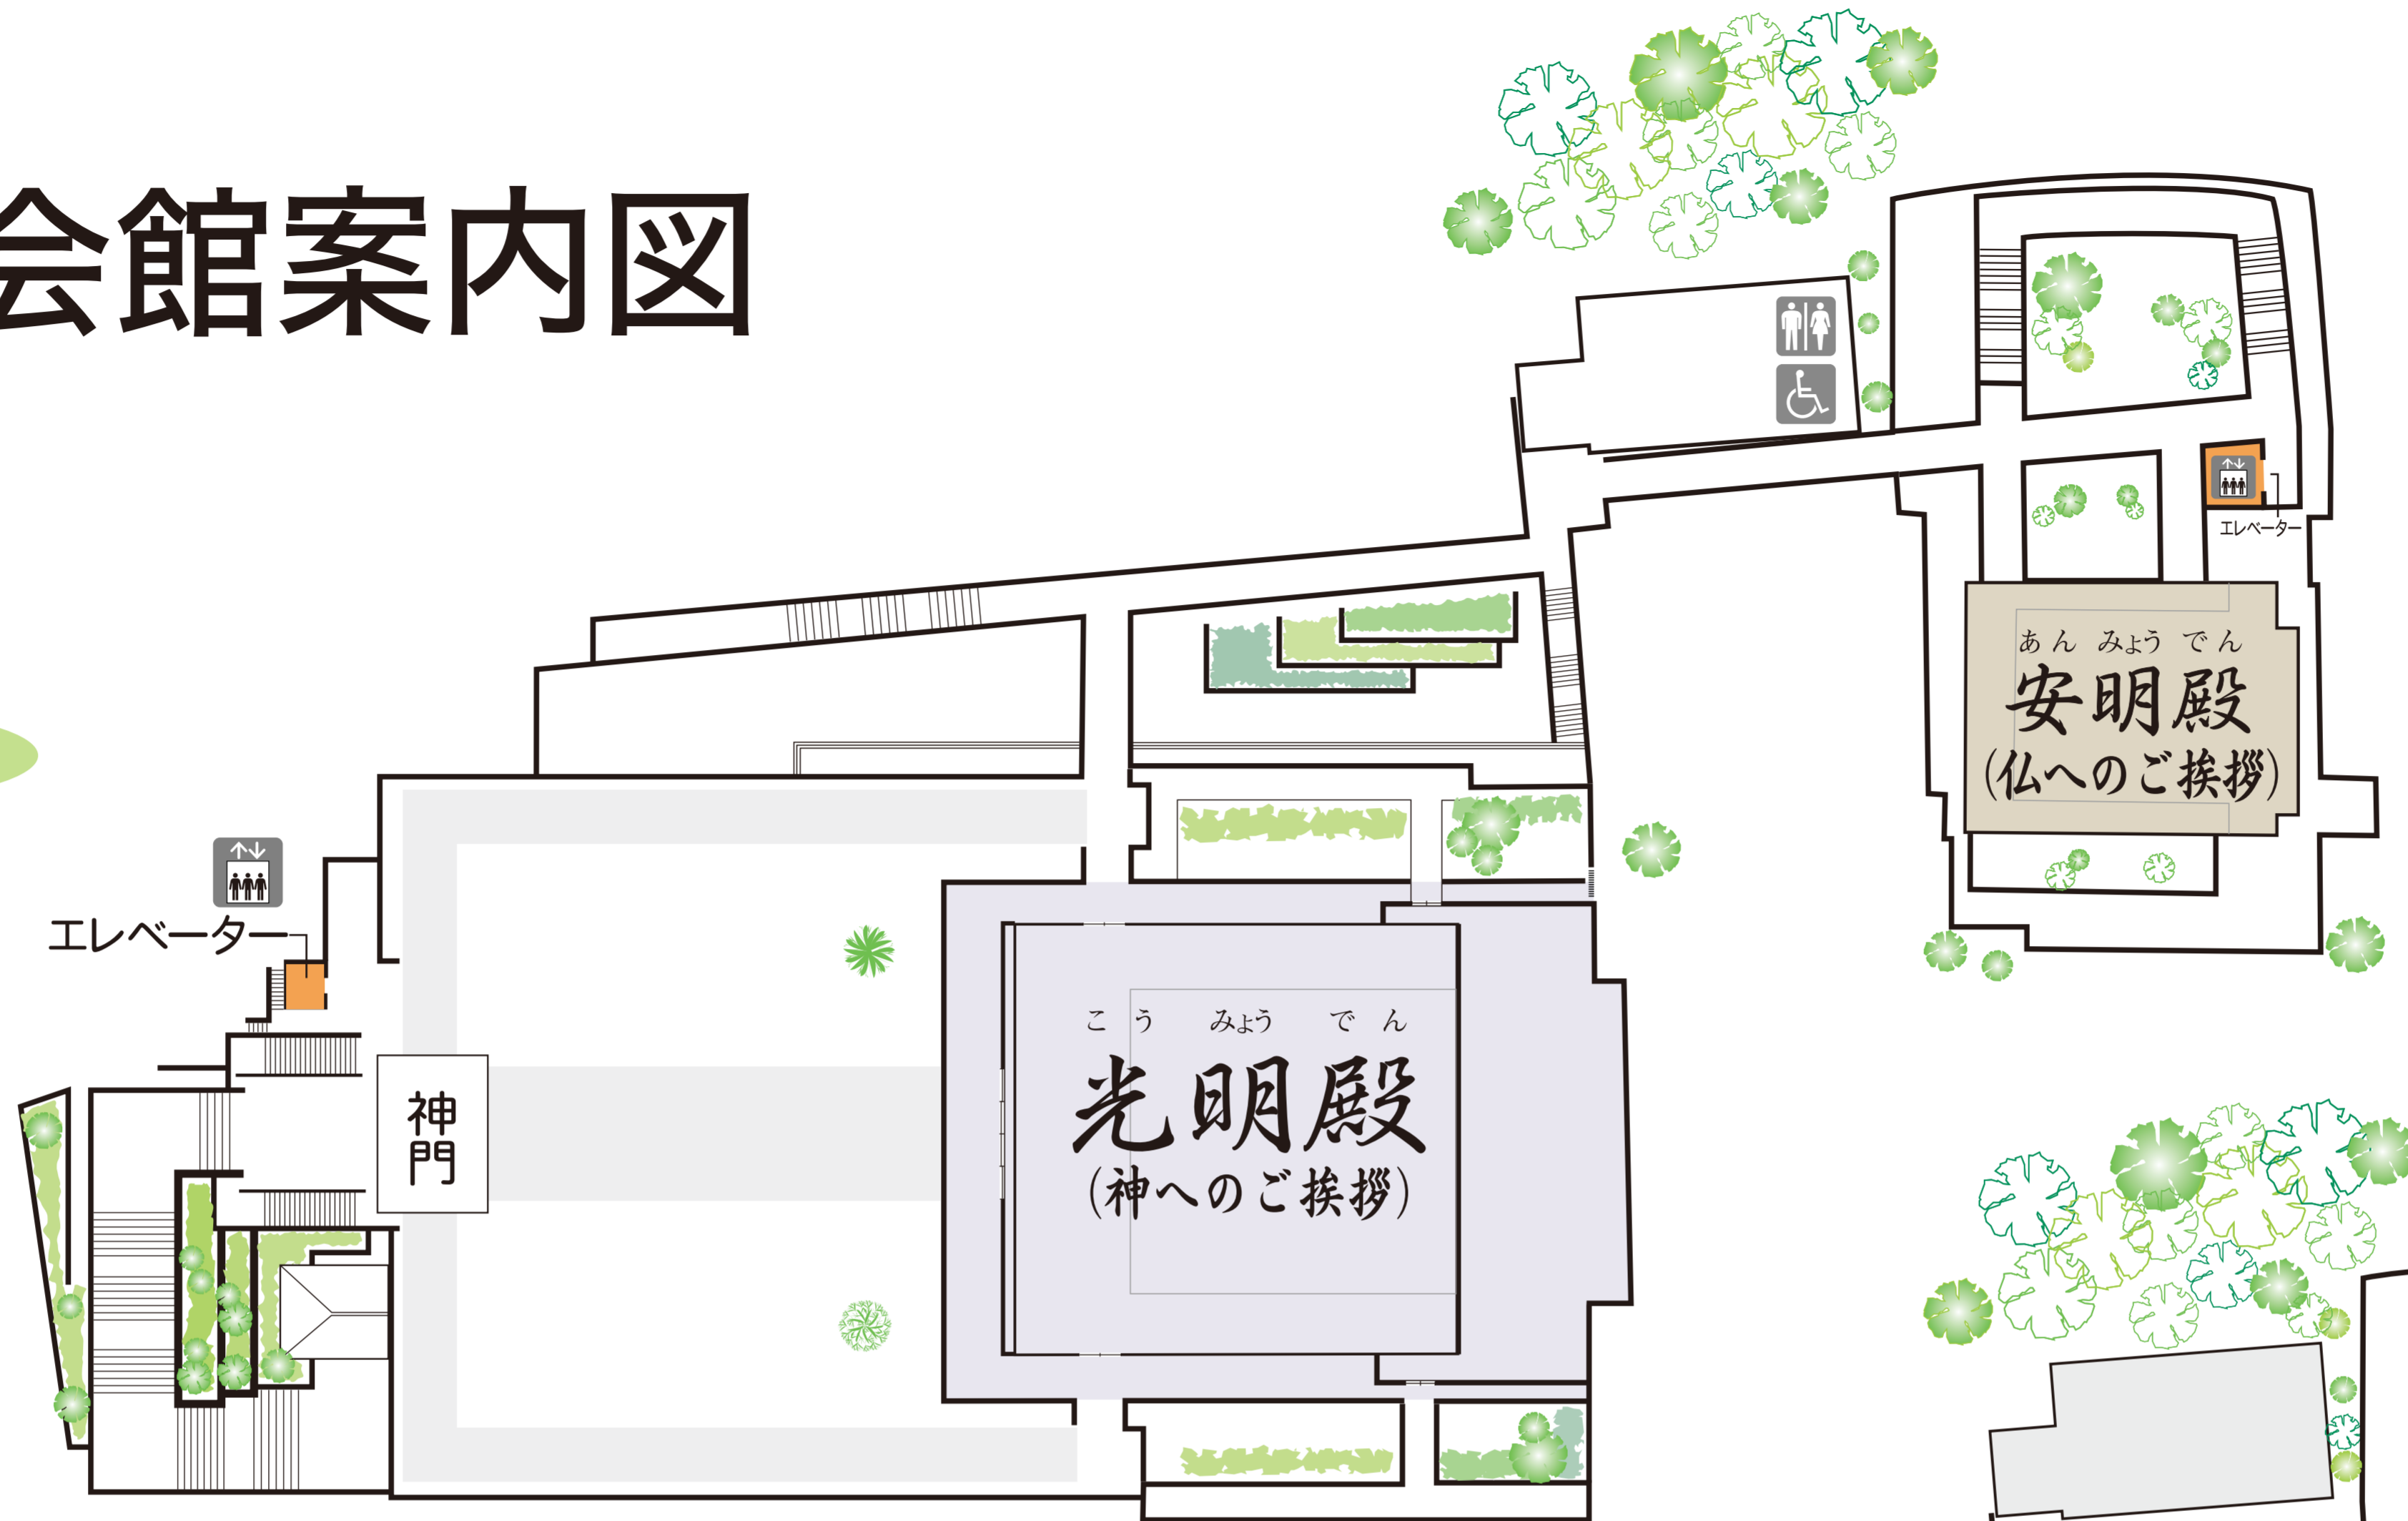 会館案内図
エレベーター
あん みょう でん
安明殿
(仏へのご挨拶)
エレベーター
神門
こう みょう でん
光明殿
(神へのご挨拶)